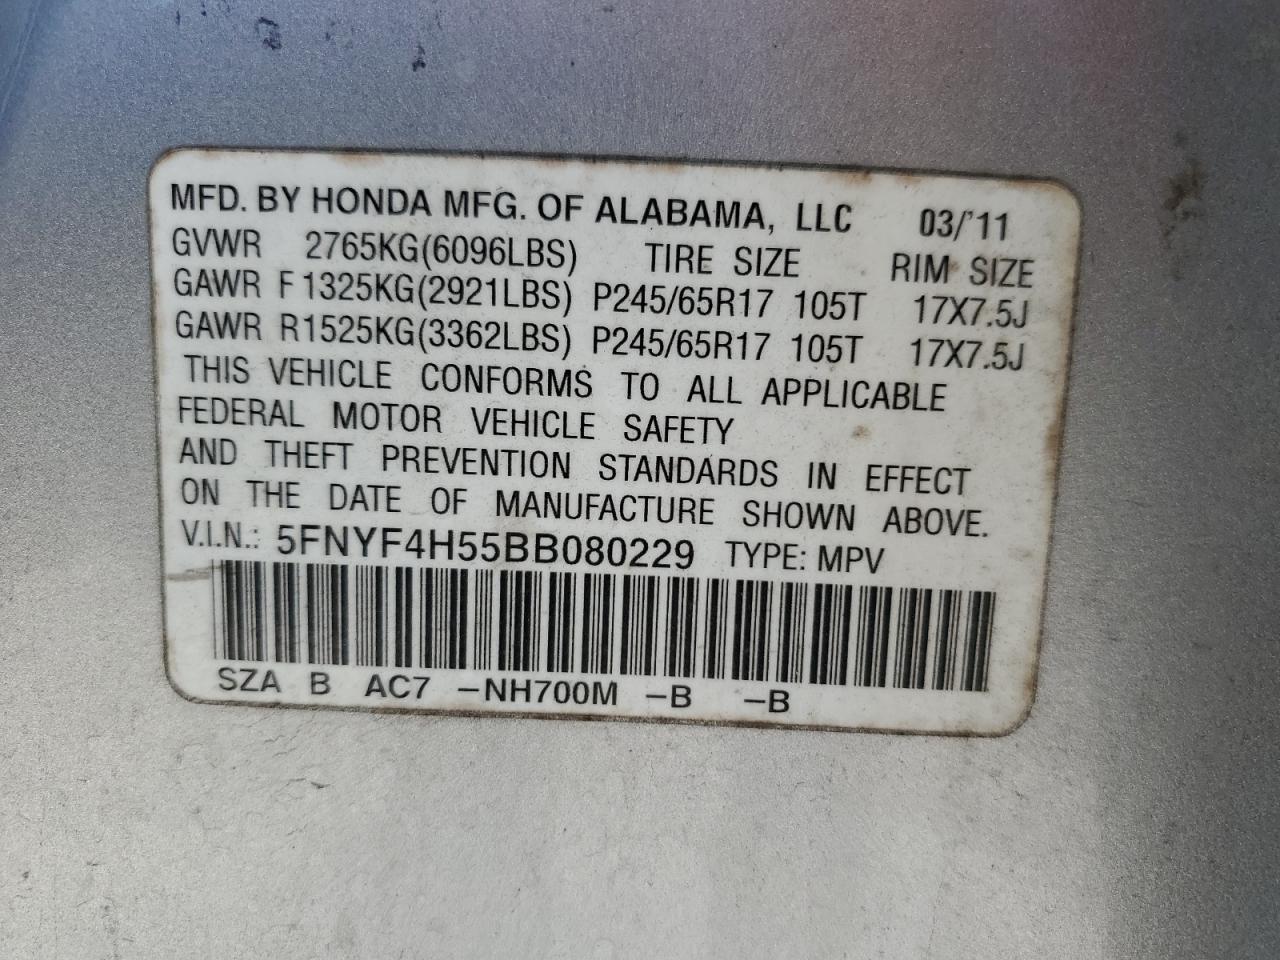 MFD. BY HONDA MFG. OF ALABAMA, LLC 03/'11
GVWR 2765KG(6096LBS) TIRE SIZE RIM SIZE
GAWR F 1325KG(2921LBS) P245/65R17 105T 17X7.5J
GAWR R1525KG(3362LBS) P245/65R17 105T 17X7.5J
THIS VEHICLE CONFORMS TO ALL APPLICABLE
FEDERAL MOTOR VEHICLE SAFETY
AND THEFT PREVENTION STANDARDS IN EFFECT
ON THE DATE OF MANUFACTURE SHOWN ABOVE.
V.I.N.: 5FNYF4H55BB080229 TYPE: MPV
SZA B AC7 –NH700M –B –B